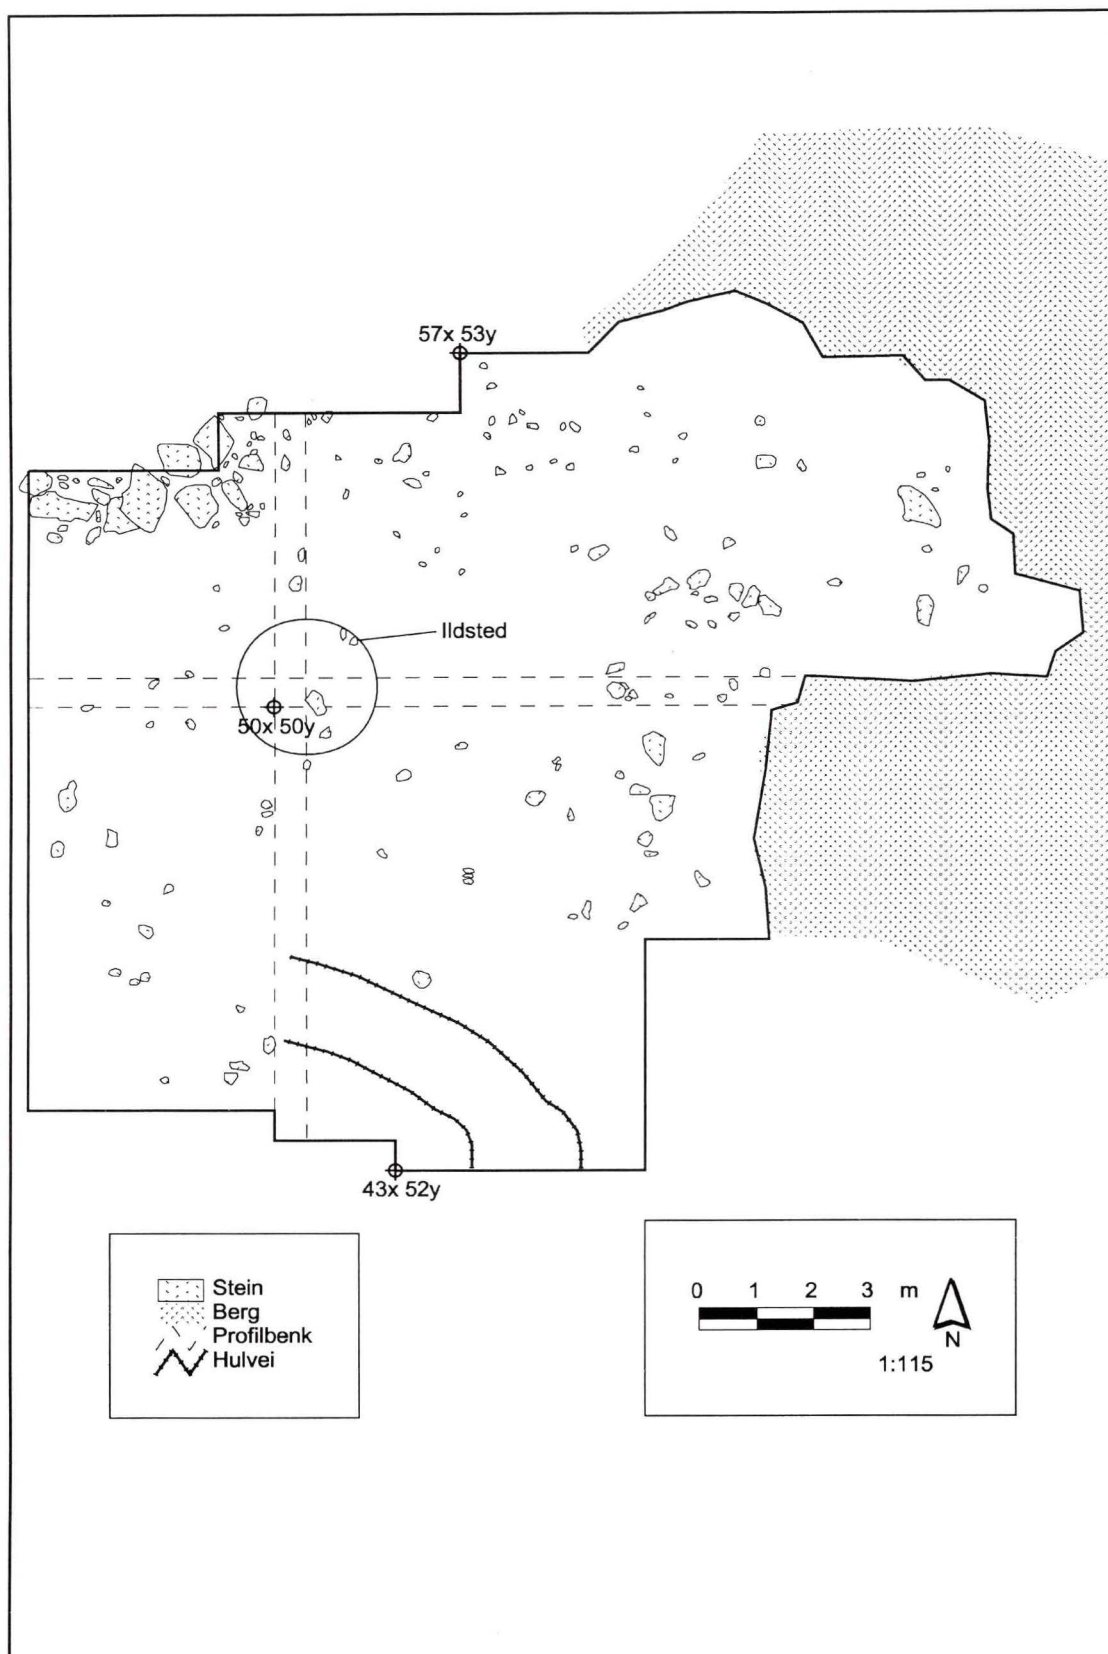 57x 53y
Ildsted
50x 50y
43x 52y
Stein
Berg
Profilbenk
Hulvei
0 1 2 3 m
N
1:115